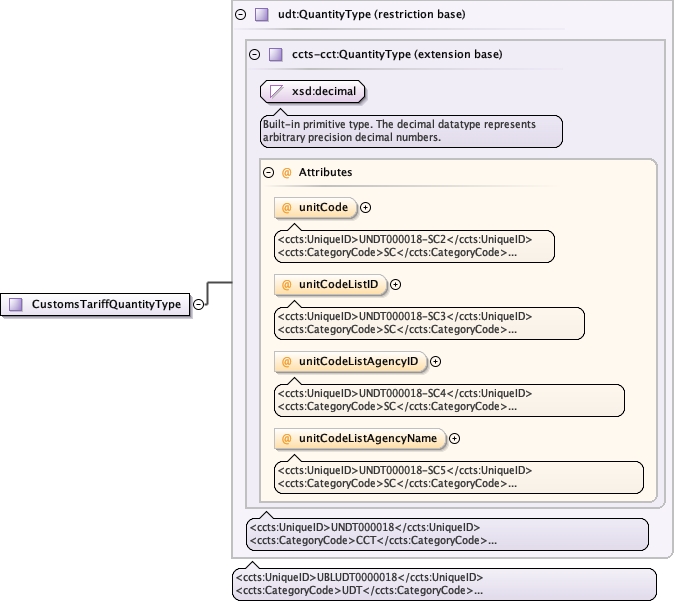 udt:QuantityType (restriction base)
ccts-cct:QuantityType (extension base)
xsd:decimal
Built-in primitive type. The decimal datatype represents
arbitrary precision decimal numbers.
@ Attributes
@ unitCode
<ccts:UniqueID>UNDT000018-SC2</ccts:UniqueID>
<ccts:CategoryCode>SC</ccts:CategoryCode>...
@ unitCodeListID
<ccts:UniqueID>UNDT000018-SC3</ccts:UniqueID>
<ccts:CategoryCode>SC</ccts:CategoryCode>...
CustomsTariffQuantityType
@ unitCodeListAgencyID
<ccts:UniqueID>UNDT000018-SC4</ccts:UniqueID>
<ccts:CategoryCode>SC</ccts:CategoryCode>...
@ unitCodeListAgencyName
<ccts:UniqueID>UNDT000018-SC5</ccts:UniqueID>
<ccts:CategoryCode>SC</ccts:CategoryCode>...
<ccts:UniqueID>UNDT000018</ccts:UniqueID>
<ccts:CategoryCode>CCT</ccts:CategoryCode>...
<ccts:UniqueID>UBLUDT0000018</ccts:UniqueID>
<ccts:CategoryCode>UDT</ccts:CategoryCode>...